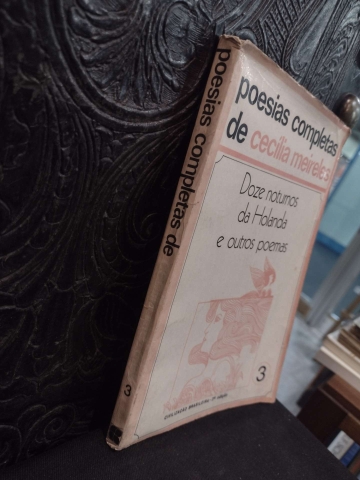 poesias completas de
3
poesias completas
de cecília meireles
Doze noturnos
da Holanda
e outros poemas
3